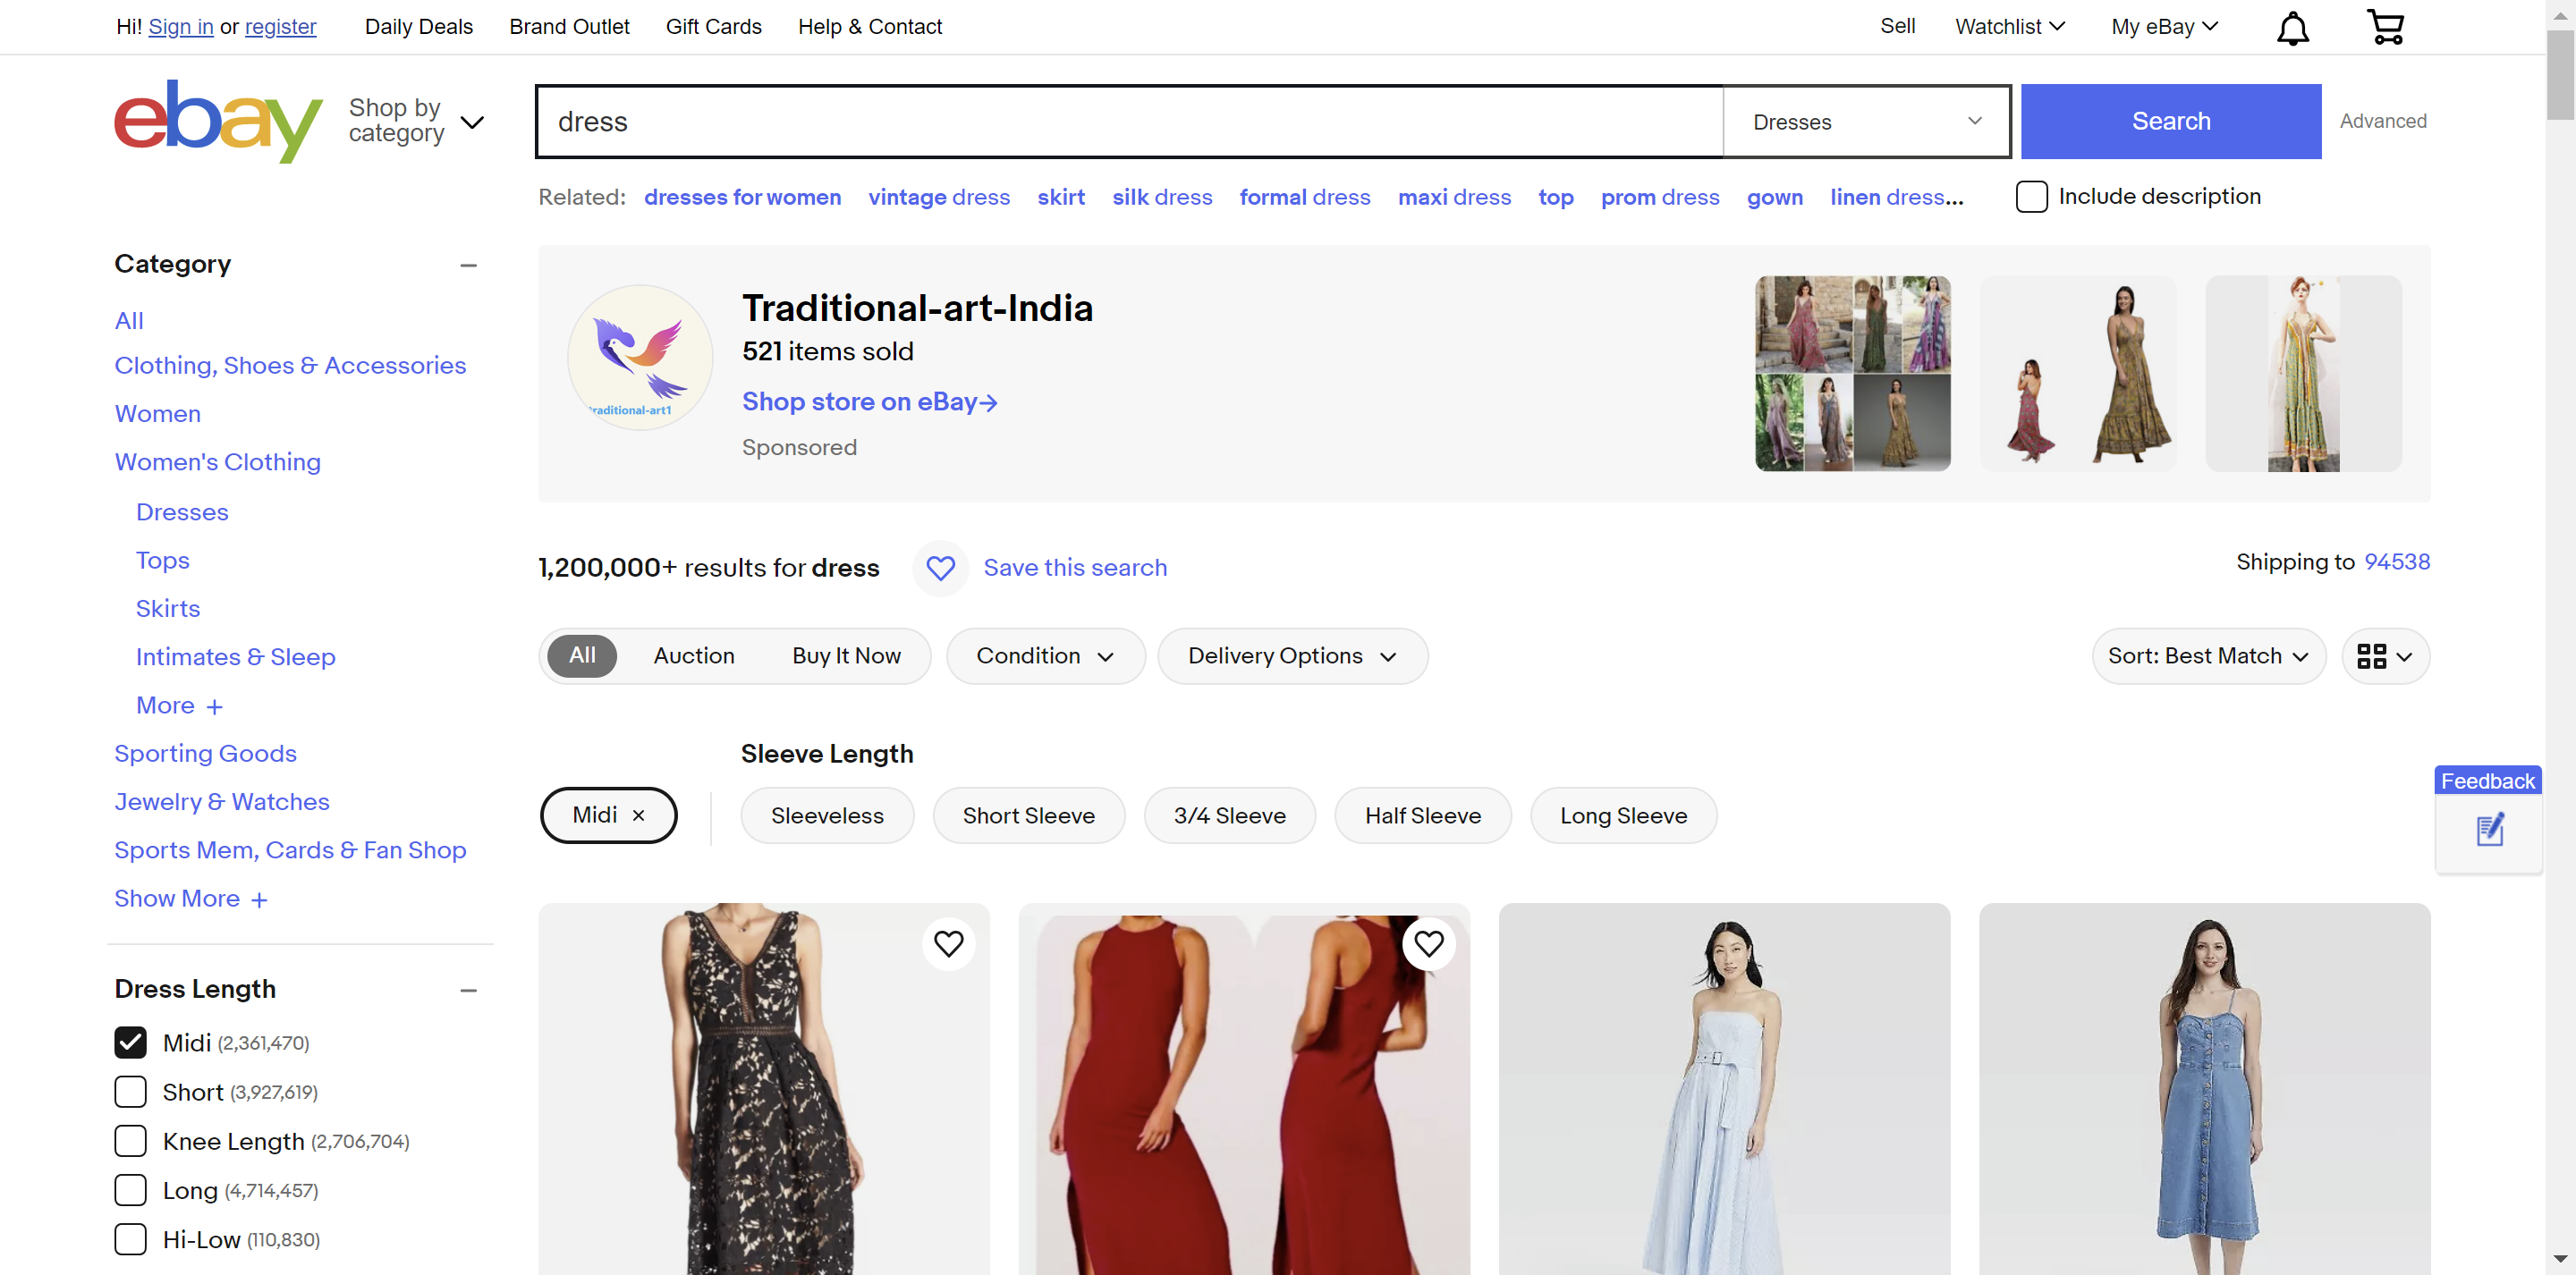 Hi! Sign in or register
Daily Deals
Brand Outlet
Gift Cards
Help & Contact
Sell
Watchlist
My eBay
ebay
Shop by
category
dress
Dresses
Search
Advanced
Related: dresses for women vintage dress skirt silk dress formal dress maxi dress top prom dress gown linen dress...
Include description
Category
All
Clothing, Shoes & Accessories
Women
Women's Clothing
Dresses
Tops
Skirts
Intimates & Sleep
More +
Sporting Goods
Jewelry & Watches
Sports Mem, Cards & Fan Shop
Show More +
Dress Length
Midi (2,361,470)
Short (3,927,619)
Knee Length (2,706,704)
Long (4,714,457)
Hi-Low (110,830)
traditional-art1
Traditional-art-India
521 items sold
Shop store on eBay→
Sponsored
1,200,000+ results for dress
Save this search
Shipping to 94538
All
Auction
Buy It Now
Condition
Delivery Options
Sort: Best Match
Sleeve Length
Midi ×
Sleeveless
Short Sleeve
3/4 Sleeve
Half Sleeve
Long Sleeve
Feedback